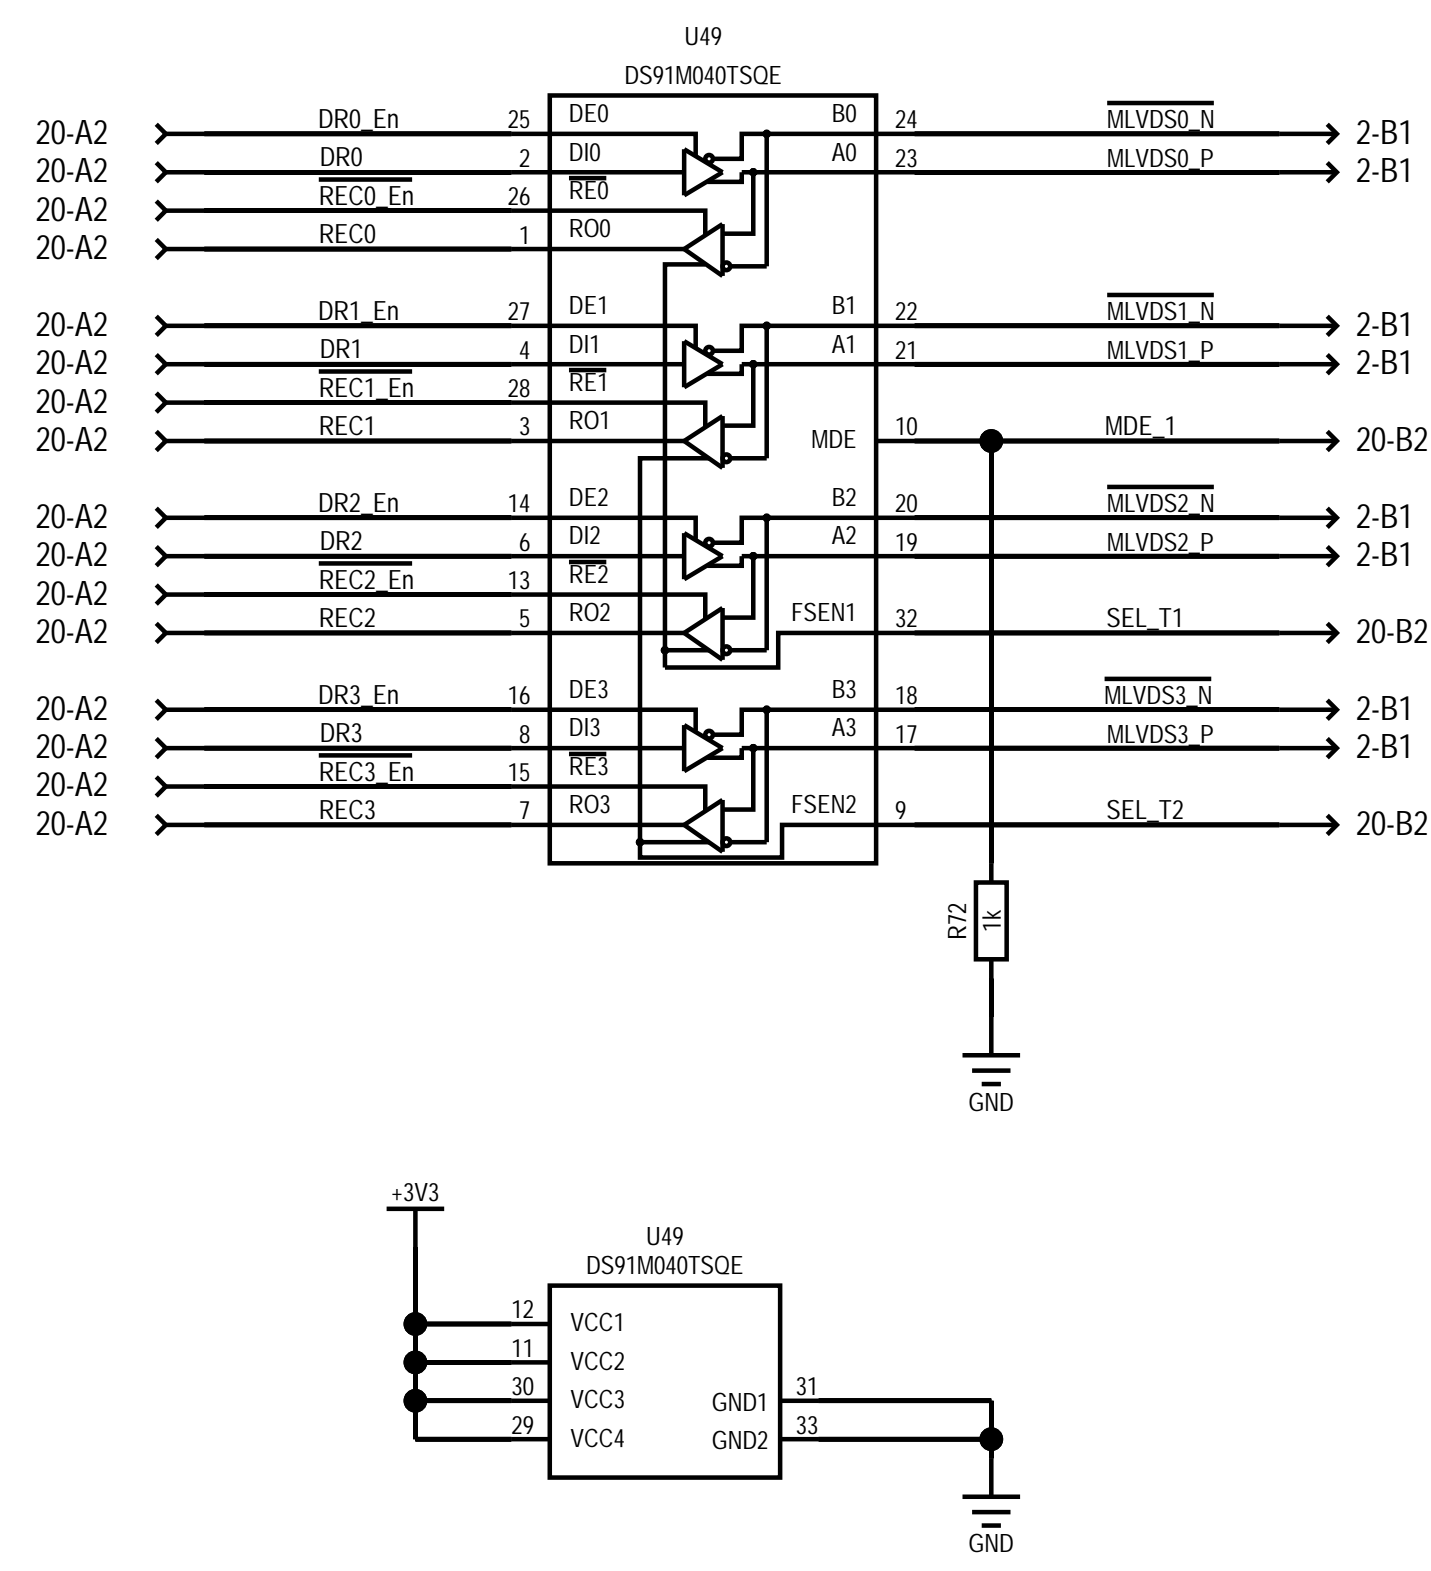 U49
DS91M040TSQE
20-A2 DR0_En 25 DE0 B0 24 MLVDS0_N 2-B1
20-A2 DR0 2 DI0 A0 23 MLVDS0_P 2-B1
20-A2 REC0_En 26 RE0
20-A2 REC0 1 RO0
20-A2 DR1_En 27 DE1 B1 22 MLVDS1_N 2-B1
20-A2 DR1 4 DI1 A1 21 MLVDS1_P 2-B1
20-A2 REC1_En 28 RE1
20-A2 REC1 3 RO1 MDE 10 MDE_1 20-B2
20-A2 DR2_En 14 DE2 B2 20 MLVDS2_N 2-B1
20-A2 DR2 6 DI2 A2 19 MLVDS2_P 2-B1
20-A2 REC2_En 13 RE2
20-A2 REC2 5 RO2 FSEN1 32 SEL_T1 20-B2
20-A2 DR3_En 16 DE3 B3 18 MLVDS3_N 2-B1
20-A2 DR3 8 DI3 A3 17 MLVDS3_P 2-B1
20-A2 REC3_En 15 RE3
20-A2 REC3 7 RO3 FSEN2 9 SEL_T2 20-B2
R72 1k
GND
+3V3
U49
DS91M040TSQE
12 VCC1
11 VCC2
30 VCC3 GND1 31
29 VCC4 GND2 33
GND